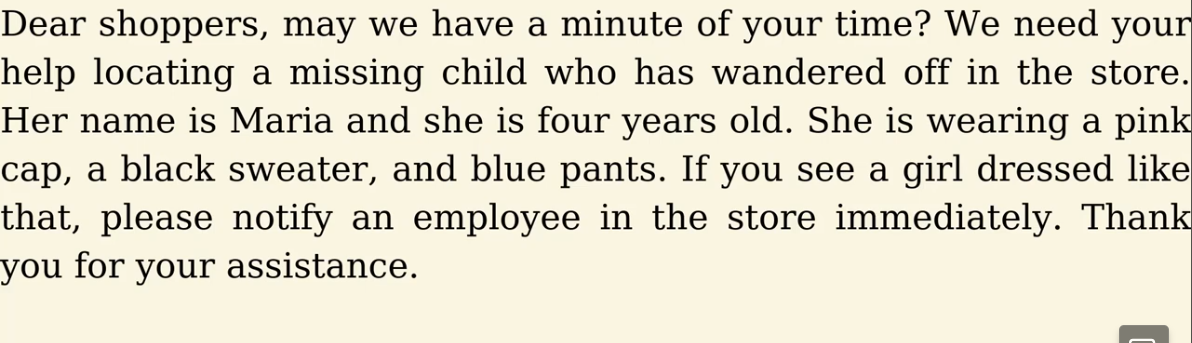 Dear shoppers, may we have a minute of your time? We need your
help locating a missing child who has wandered off in the store.
Her name is Maria and she is four years old. She is wearing a pink
cap, a black sweater, and blue pants. If you see a girl dressed like
that, please notify an employee in the store immediately. Thank
you for your assistance.